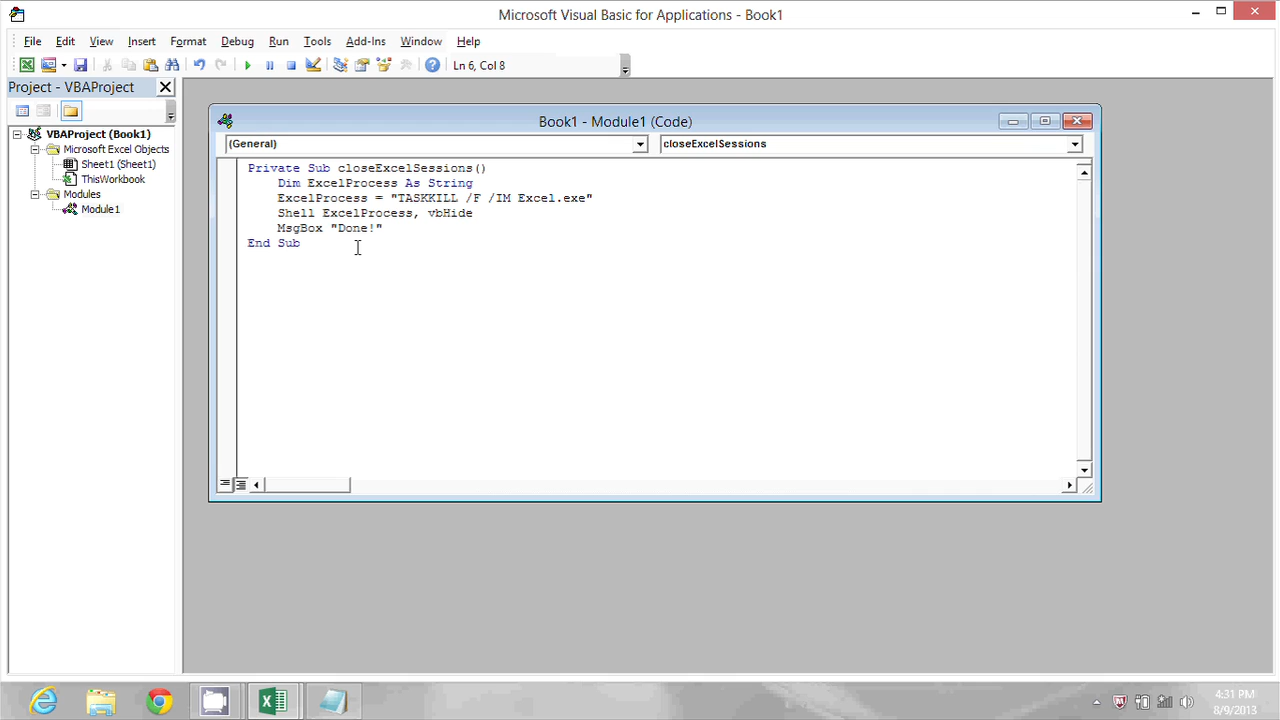 Microsoft Visual Basic for Applications - Book1
File Edit View Insert Format Debug Run Tools Add-Ins Window Help
Ln 6, Col 8
Project - VBAProject
VBAProject (Book1)
Microsoft Excel Objects
Sheet1 (Sheet1)
ThisWorkbook
Modules
Module1
Book1 - Module1 (Code)
(General)
closeExcelSessions
Private Sub closeExcelSessions()
Dim ExcelProcess As String
ExcelProcess = "TASKKILL /F /IM Excel.exe"
Shell ExcelProcess, vbHide
MsgBox "Done!"
End Sub
4:31 PM
8/9/2013